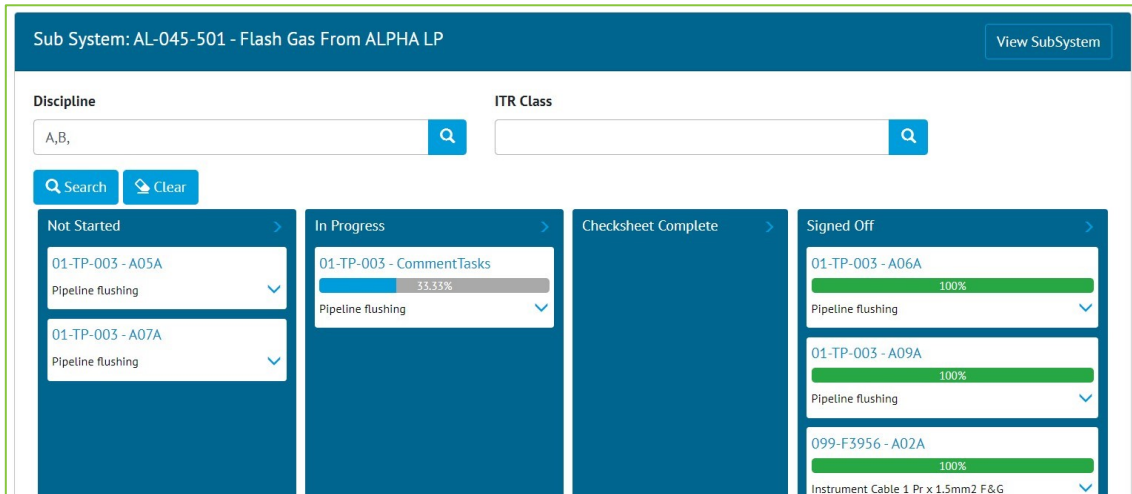 Sub System: AL-045-501 - Flash Gas From ALPHA LP
View SubSystem
Discipline
ITR Class
A,B,
Search
Clear
Not Started
01-TP-003 - A05A
Pipeline flushing
01-TP-003 - A07A
Pipeline flushing
In Progress
01-TP-003 - CommentTasks
33.33%
Pipeline flushing
Checksheet Complete
Signed Off
01-TP-003 - A06A
100%
Pipeline flushing
01-TP-003 - A09A
100%
Pipeline flushing
099-F3956 - A02A
100%
Instrument Cable 1 Pr x 1.5mm2 F&G